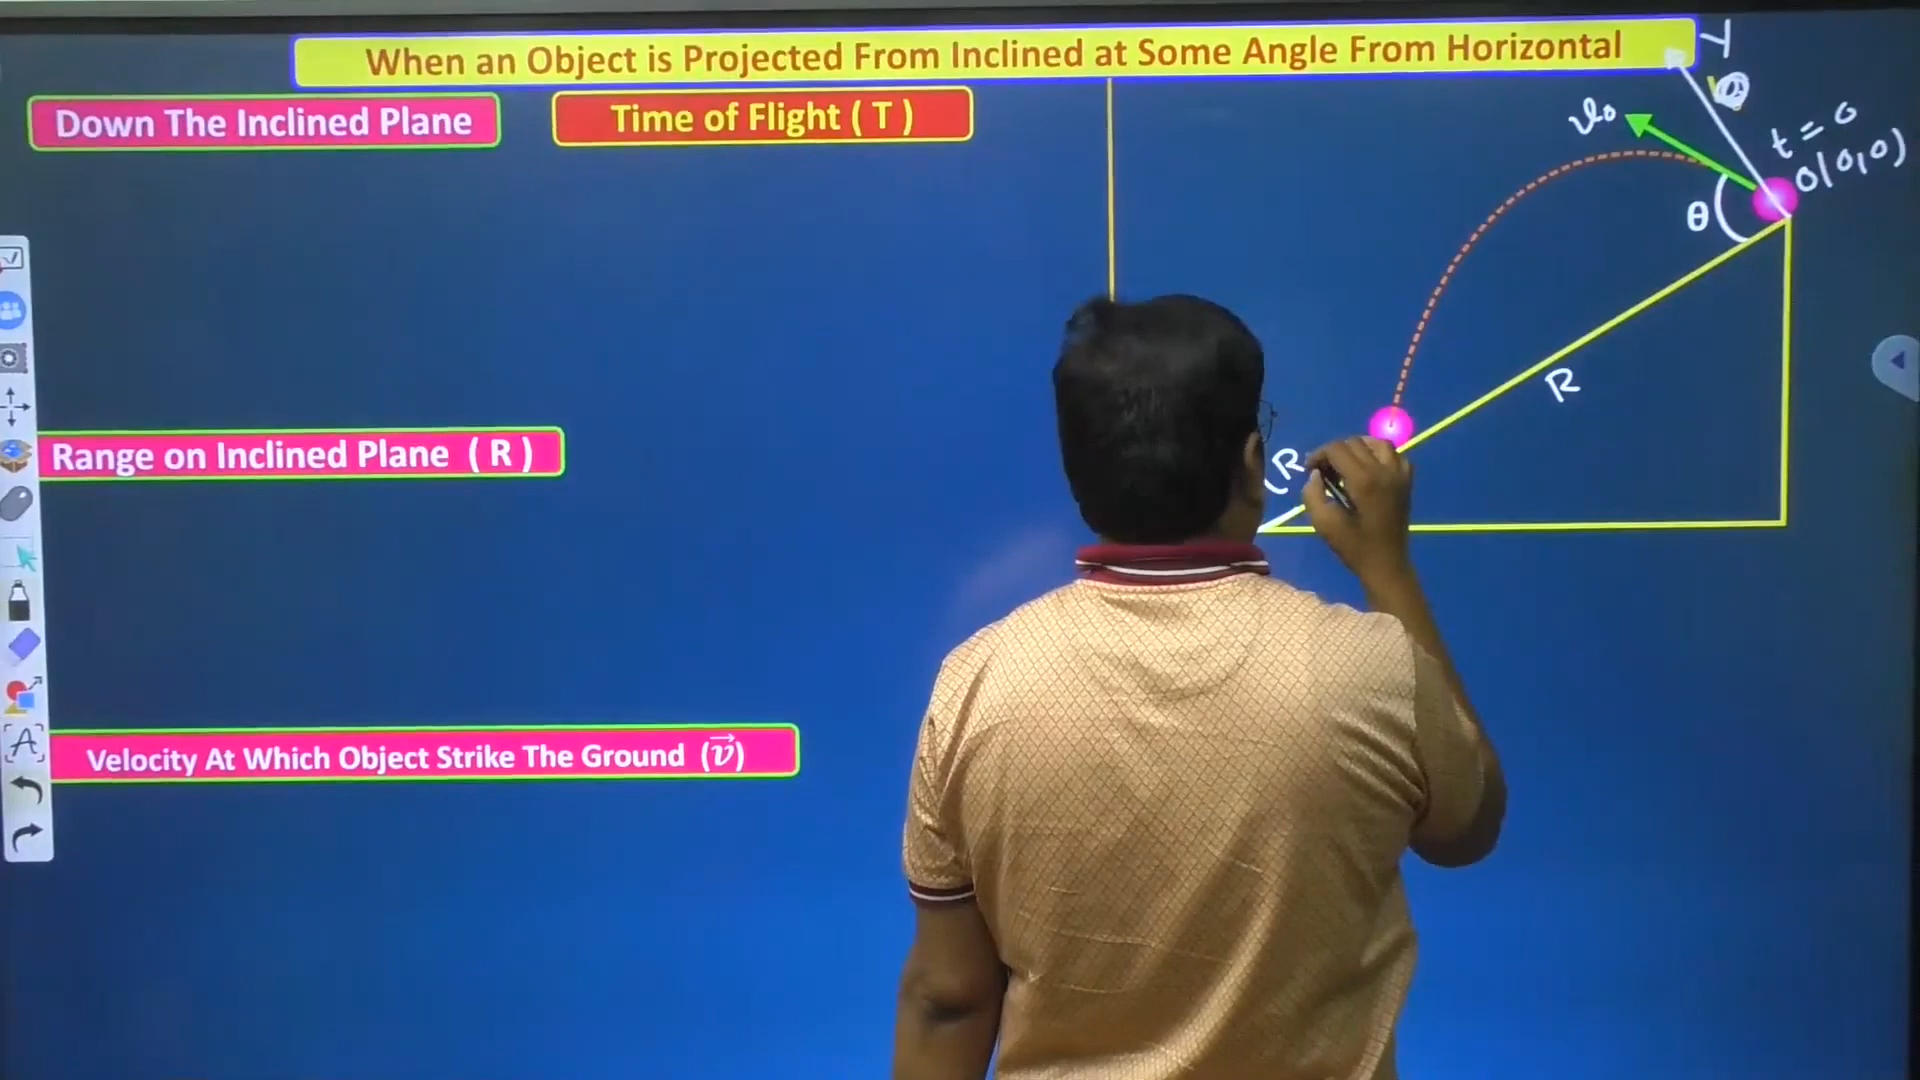 When an Object is Projected From Inclined at Some Angle From Horizontal
Y
Down The Inclined Plane
Time of Flight ( T )
v₀
t = 0
O(0,0)
θ
R
Range on Inclined Plane ( R )
(R
Velocity At Which Object Strike The Ground (v⃗)
A